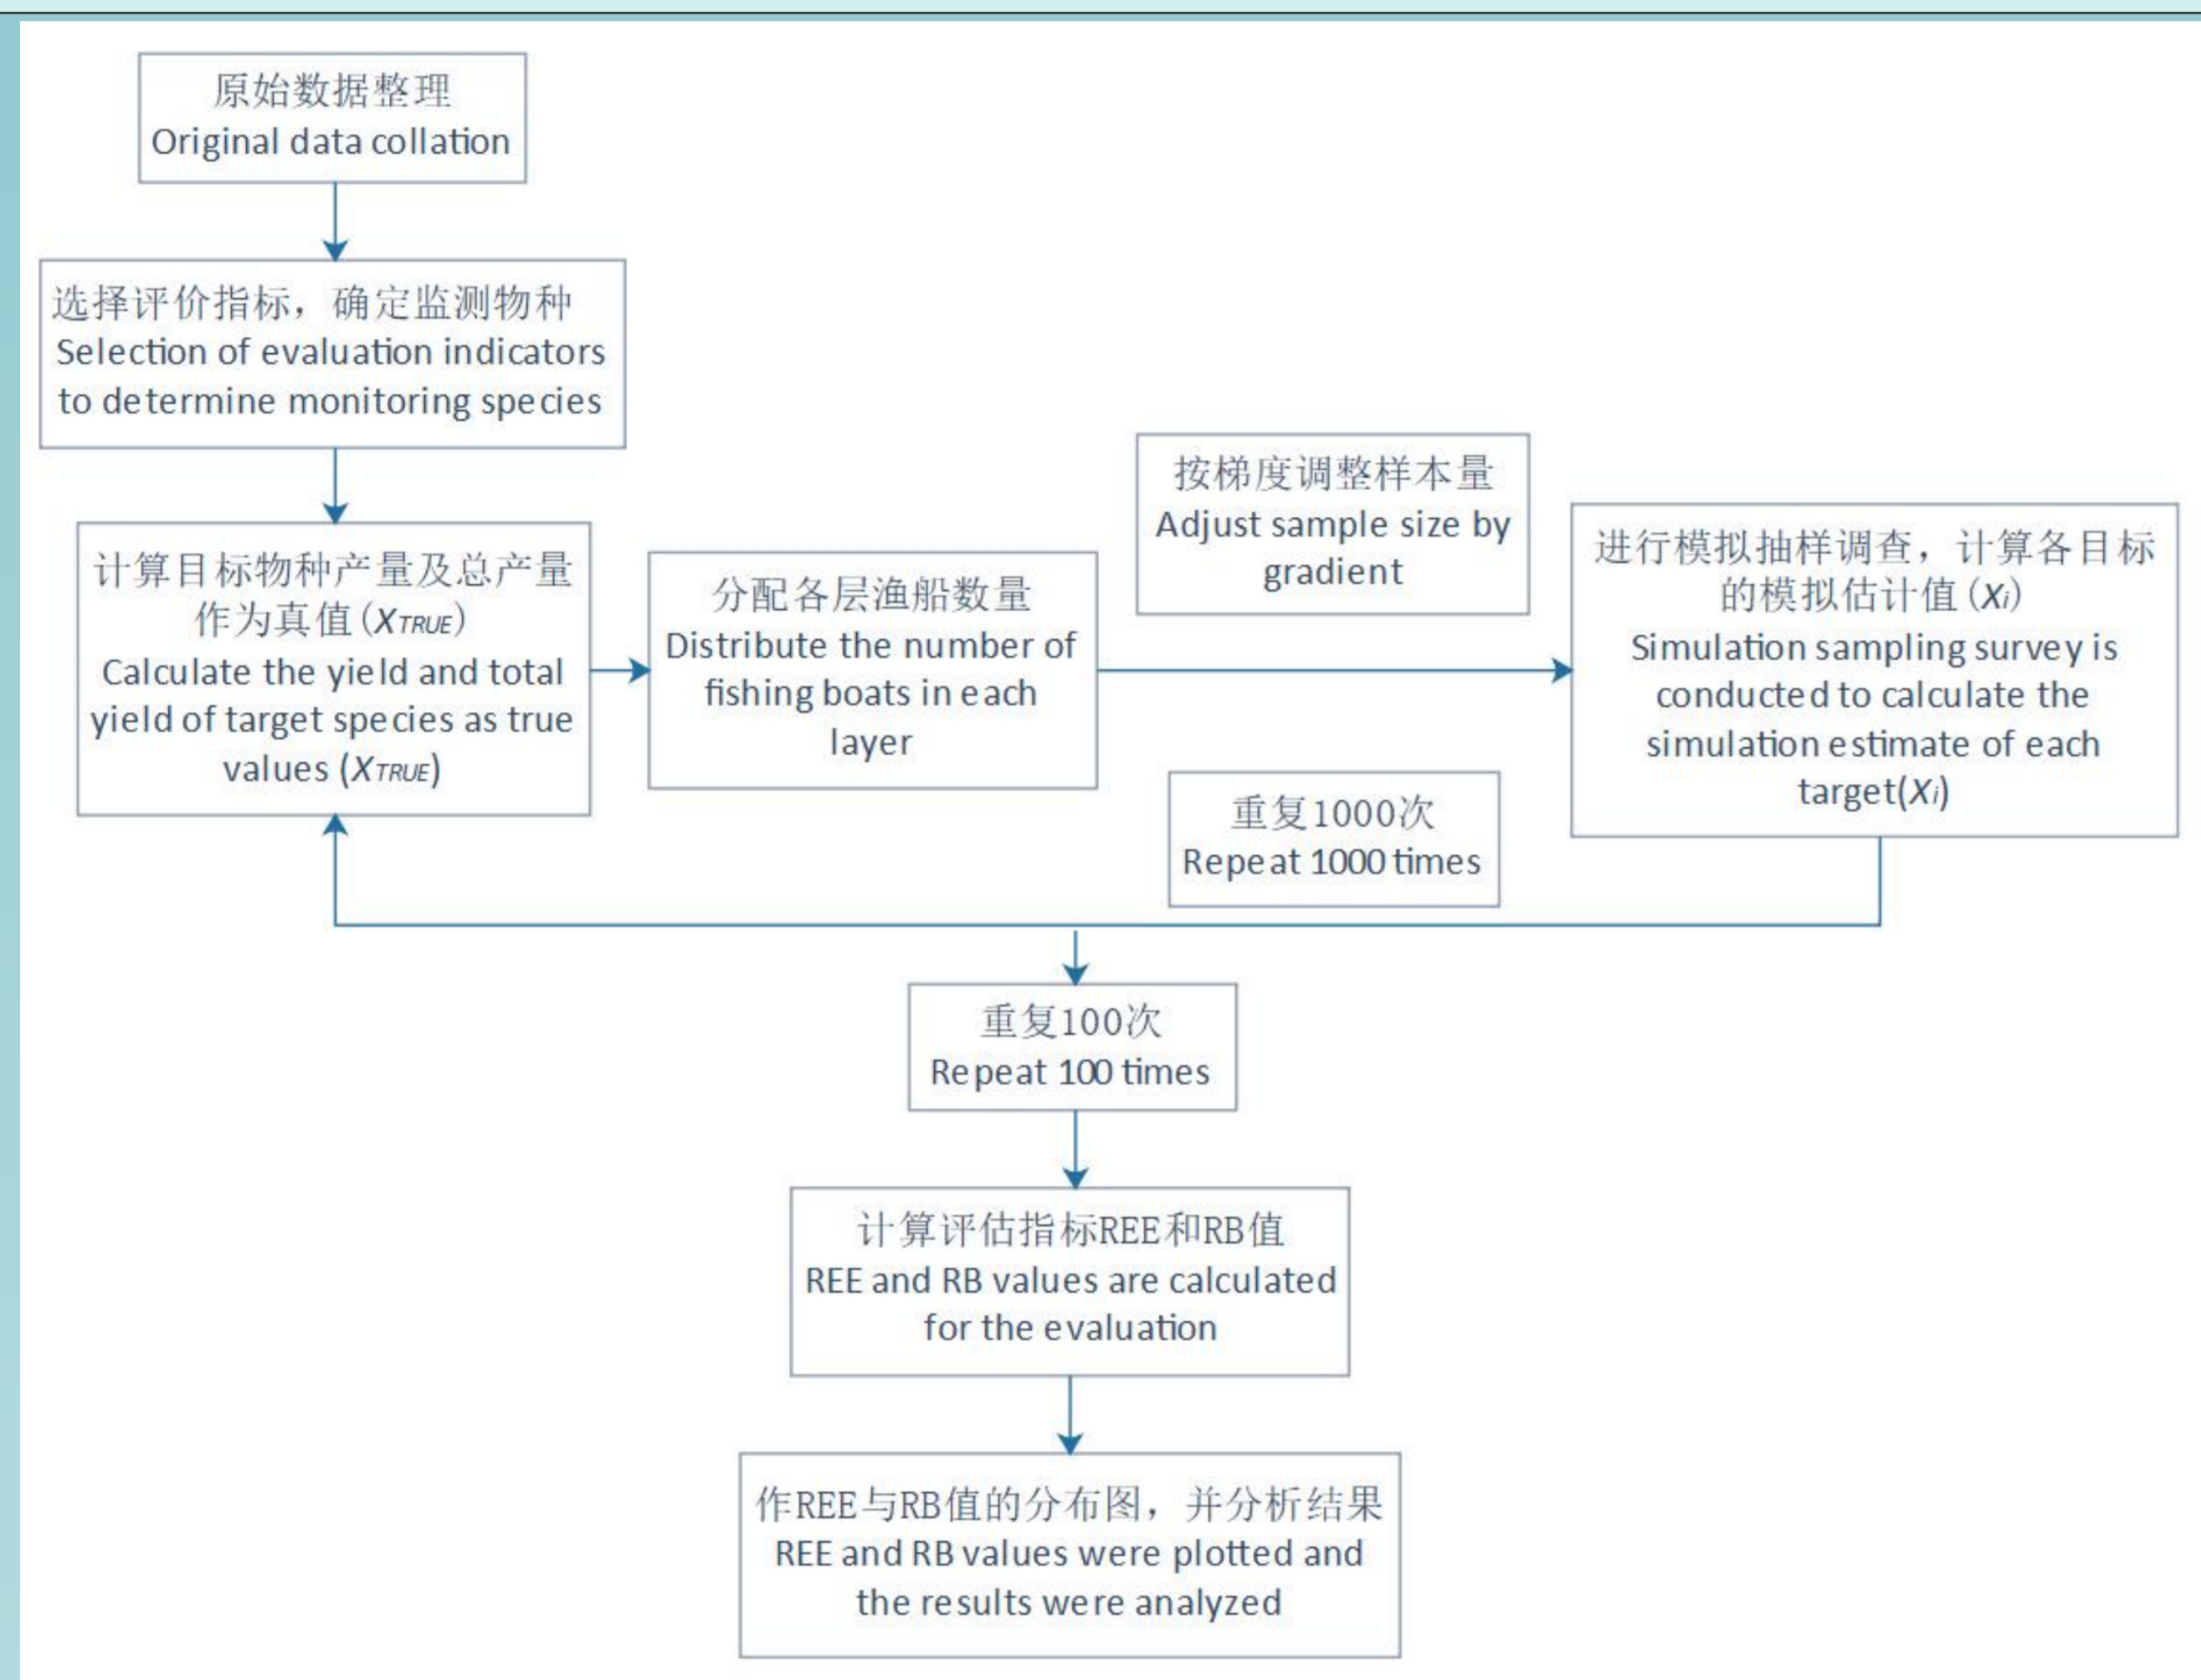 原始数据整理
Original data collation
选择评价指标，确定监测物种
Selection of evaluation indicators
to determine monitoring species
计算目标物种产量及总产量
作为真值(XTRUE)
Calculate the yield and total
yield of target species as true
values (XTRUE)
分配各层渔船数量
Distribute the number of
fishing boats in each
layer
按梯度调整样本量
Adjust sample size by
gradient
进行模拟抽样调查，计算各目标
的模拟估计值(Xi)
Simulation sampling survey is
conducted to calculate the
simulation estimate of each
target(Xi)
重复1000次
Repeat 1000 times
重复100次
Repeat 100 times
计算评估指标REE和RB值
REE and RB values are calculated
for the evaluation
作REE与RB值的分布图，并分析结果
REE and RB values were plotted and
the results were analyzed